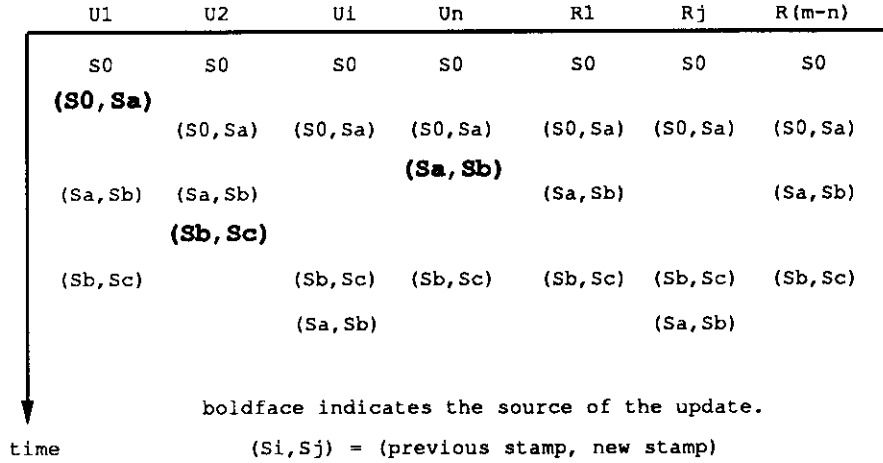 U1 U2 Ui Un R1 Rj R(m-n)
S0 S0 S0 S0 S0 S0 S0
(S0,Sa)
(S0,Sa) (S0,Sa) (S0,Sa) (S0,Sa) (S0,Sa) (S0,Sa)
(Sa,Sb)
(Sa,Sb) (Sa,Sb) (Sa,Sb) (Sa,Sb)
(Sb,Sc)
(Sb,Sc) (Sb,Sc) (Sb,Sc) (Sb,Sc) (Sb,Sc) (Sb,Sc)
(Sa,Sb) (Sa,Sb)
boldface indicates the source of the update.
time (Si,Sj) = (previous stamp, new stamp)